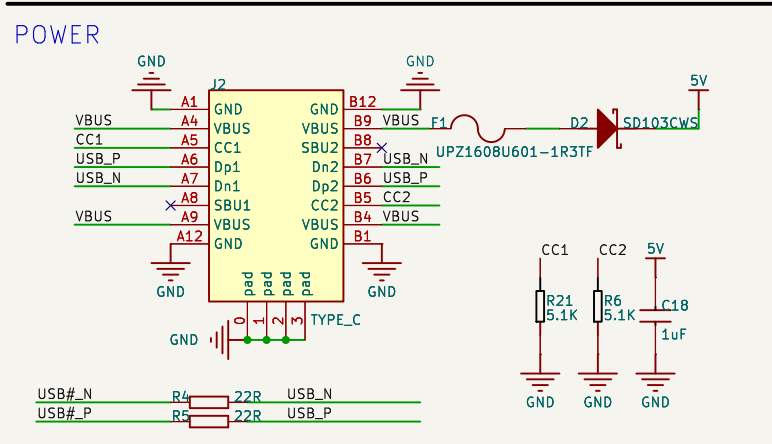 POWER
GND
GND
J2
5V
A1 GND GND B12
VBUS A4 VBUS VBUS B9 VBUS F1 D2 SD103CWS
CC1 A5 CC1 SBU2 B8
UPZ1608U601-1R3TF
USB_P A6 Dp1 Dn2 B7 USB_N
USB_N A7 Dn1 Dp2 B6 USB_P
A8 SBU1 CC2 B5 CC2
VBUS A9 VBUS VBUS B4 VBUS
A12 GND GND B1
GND GND
pad pad pad pad
0 1 2 3 TYPE_C
GND
CC1 CC2 5V
R21 R6 C18
5.1K 5.1K 1uF
GND GND GND
USB#_N R4 22R USB_N
USB#_P R5 22R USB_P